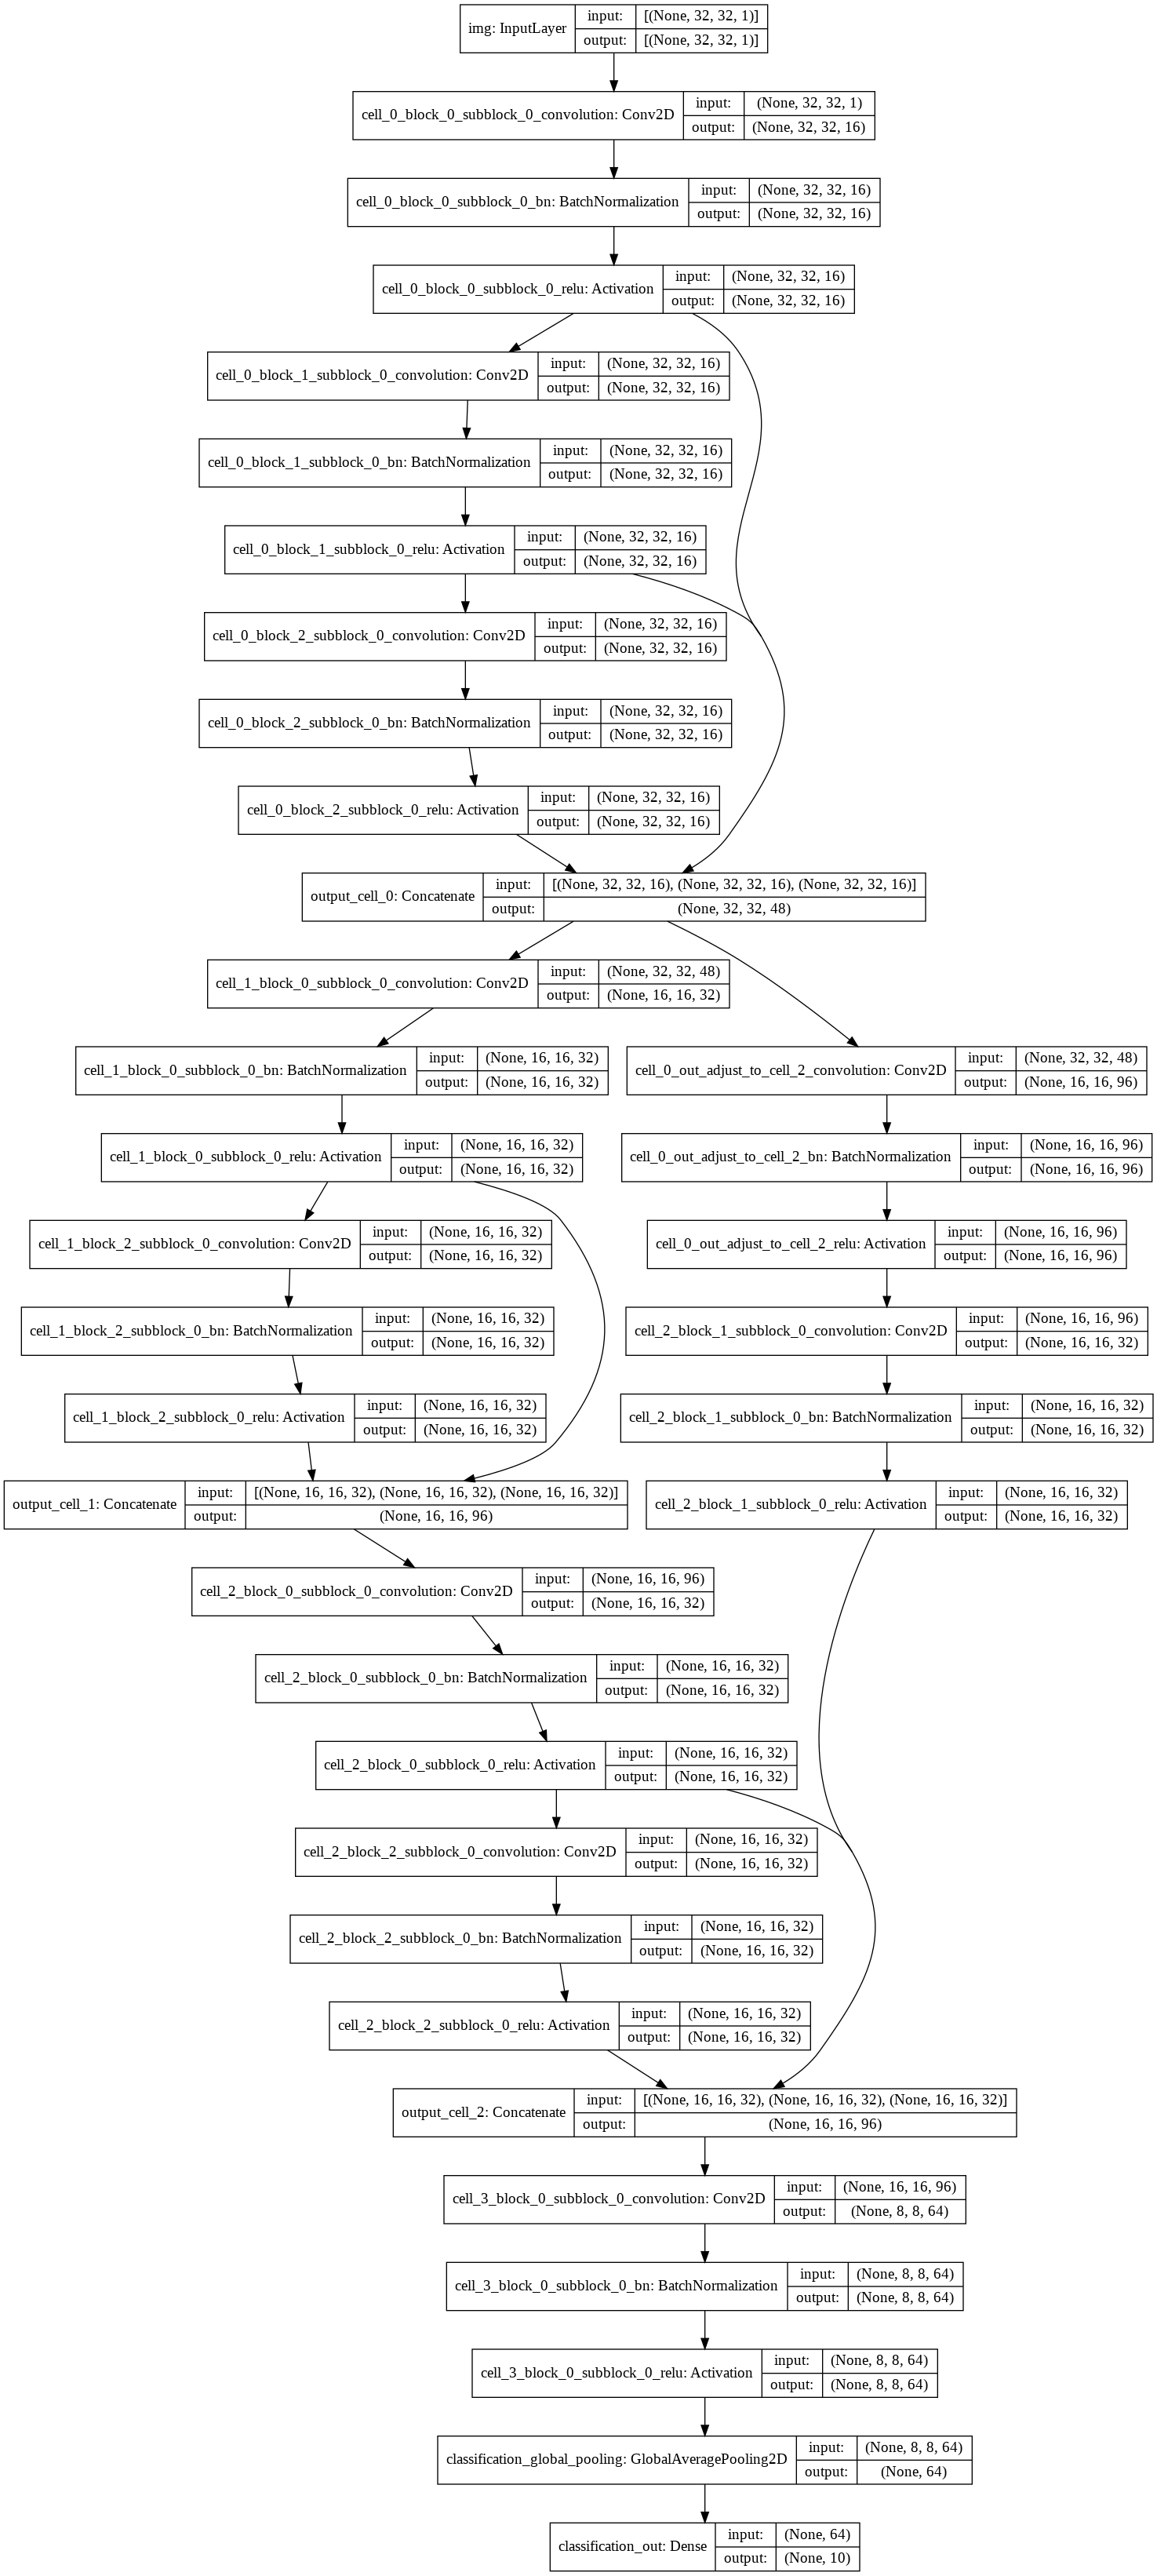 img: InputLayer
input: [(None, 32, 32, 1)]
output: [(None, 32, 32, 1)]
cell_0_block_0_subblock_0_convolution: Conv2D
input: (None, 32, 32, 1)
output: (None, 32, 32, 16)
cell_0_block_0_subblock_0_bn: BatchNormalization
input: (None, 32, 32, 16)
output: (None, 32, 32, 16)
cell_0_block_0_subblock_0_relu: Activation
input: (None, 32, 32, 16)
output: (None, 32, 32, 16)
cell_0_block_1_subblock_0_convolution: Conv2D
input: (None, 32, 32, 16)
output: (None, 32, 32, 16)
cell_0_block_1_subblock_0_bn: BatchNormalization
input: (None, 32, 32, 16)
output: (None, 32, 32, 16)
cell_0_block_1_subblock_0_relu: Activation
input: (None, 32, 32, 16)
output: (None, 32, 32, 16)
cell_0_block_2_subblock_0_convolution: Conv2D
input: (None, 32, 32, 16)
output: (None, 32, 32, 16)
cell_0_block_2_subblock_0_bn: BatchNormalization
input: (None, 32, 32, 16)
output: (None, 32, 32, 16)
cell_0_block_2_subblock_0_relu: Activation
input: (None, 32, 32, 16)
output: (None, 32, 32, 16)
output_cell_0: Concatenate
input: [(None, 32, 32, 16), (None, 32, 32, 16), (None, 32, 32, 16)]
output: (None, 32, 32, 48)
cell_1_block_0_subblock_0_convolution: Conv2D
input: (None, 32, 32, 48)
output: (None, 16, 16, 32)
cell_1_block_0_subblock_0_bn: BatchNormalization
input: (None, 16, 16, 32)
output: (None, 16, 16, 32)
cell_0_out_adjust_to_cell_2_convolution: Conv2D
input: (None, 32, 32, 48)
output: (None, 16, 16, 96)
cell_1_block_0_subblock_0_relu: Activation
input: (None, 16, 16, 32)
output: (None, 16, 16, 32)
cell_0_out_adjust_to_cell_2_bn: BatchNormalization
input: (None, 16, 16, 96)
output: (None, 16, 16, 96)
cell_1_block_2_subblock_0_convolution: Conv2D
input: (None, 16, 16, 32)
output: (None, 16, 16, 32)
cell_0_out_adjust_to_cell_2_relu: Activation
input: (None, 16, 16, 96)
output: (None, 16, 16, 96)
cell_1_block_2_subblock_0_bn: BatchNormalization
input: (None, 16, 16, 32)
output: (None, 16, 16, 32)
cell_2_block_1_subblock_0_convolution: Conv2D
input: (None, 16, 16, 96)
output: (None, 16, 16, 32)
cell_1_block_2_subblock_0_relu: Activation
input: (None, 16, 16, 32)
output: (None, 16, 16, 32)
cell_2_block_1_subblock_0_bn: BatchNormalization
input: (None, 16, 16, 32)
output: (None, 16, 16, 32)
output_cell_1: Concatenate
input: [(None, 16, 16, 32), (None, 16, 16, 32), (None, 16, 16, 32)]
output: (None, 16, 16, 96)
cell_2_block_1_subblock_0_relu: Activation
input: (None, 16, 16, 32)
output: (None, 16, 16, 32)
cell_2_block_0_subblock_0_convolution: Conv2D
input: (None, 16, 16, 96)
output: (None, 16, 16, 32)
cell_2_block_0_subblock_0_bn: BatchNormalization
input: (None, 16, 16, 32)
output: (None, 16, 16, 32)
cell_2_block_0_subblock_0_relu: Activation
input: (None, 16, 16, 32)
output: (None, 16, 16, 32)
cell_2_block_2_subblock_0_convolution: Conv2D
input: (None, 16, 16, 32)
output: (None, 16, 16, 32)
cell_2_block_2_subblock_0_bn: BatchNormalization
input: (None, 16, 16, 32)
output: (None, 16, 16, 32)
cell_2_block_2_subblock_0_relu: Activation
input: (None, 16, 16, 32)
output: (None, 16, 16, 32)
output_cell_2: Concatenate
input: [(None, 16, 16, 32), (None, 16, 16, 32), (None, 16, 16, 32)]
output: (None, 16, 16, 96)
cell_3_block_0_subblock_0_convolution: Conv2D
input: (None, 16, 16, 96)
output: (None, 8, 8, 64)
cell_3_block_0_subblock_0_bn: BatchNormalization
input: (None, 8, 8, 64)
output: (None, 8, 8, 64)
cell_3_block_0_subblock_0_relu: Activation
input: (None, 8, 8, 64)
output: (None, 8, 8, 64)
classification_global_pooling: GlobalAveragePooling2D
input: (None, 8, 8, 64)
output: (None, 64)
classification_out: Dense
input: (None, 64)
output: (None, 10)